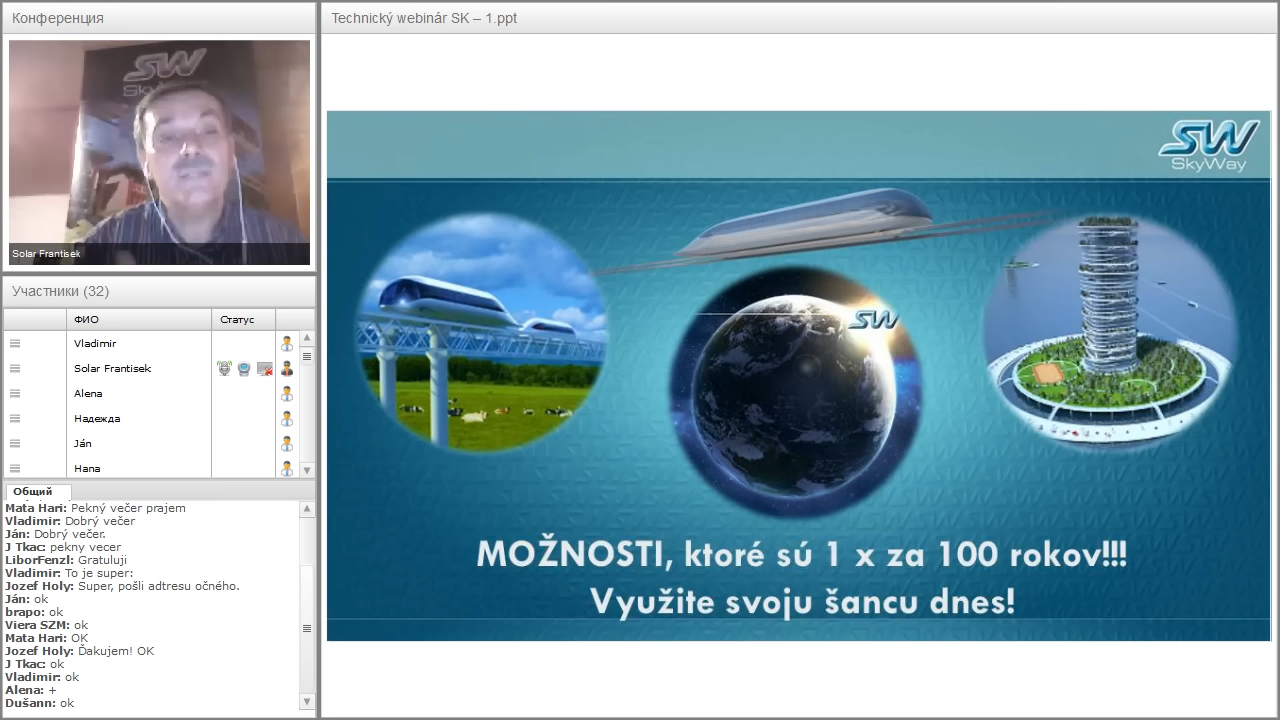 Конференция
SW
SkyWay
Solar Frantisek
Участники (32)
ФИО
Статус
Vladimir
Solar Frantisek
Alena
Надежда
Ján
Hana
Общий
Mata Hari: Pekný večer prajem
Vladimir: Dobrý večer
Ján: Dobrý večer.
J Tkac: pekny vecer
LiborFenzl: Gratuluji
Vladimir: To je super:
Jozef Holy: Super, pošli adtresu očného.
Ján: ok
brapo: ok
Viera SZM: ok
Mata Hari: OK
Jozef Holy: Ďakujem! OK
J Tkac: ok
Vladimir: ok
Alena: +
Dušann: ok
Technický webinár SK – 1.ppt
SW
SkyWay
SW
MOŽNOSTI, ktoré sú 1 x za 100 rokov!!!
Využite svoju šancu dnes!